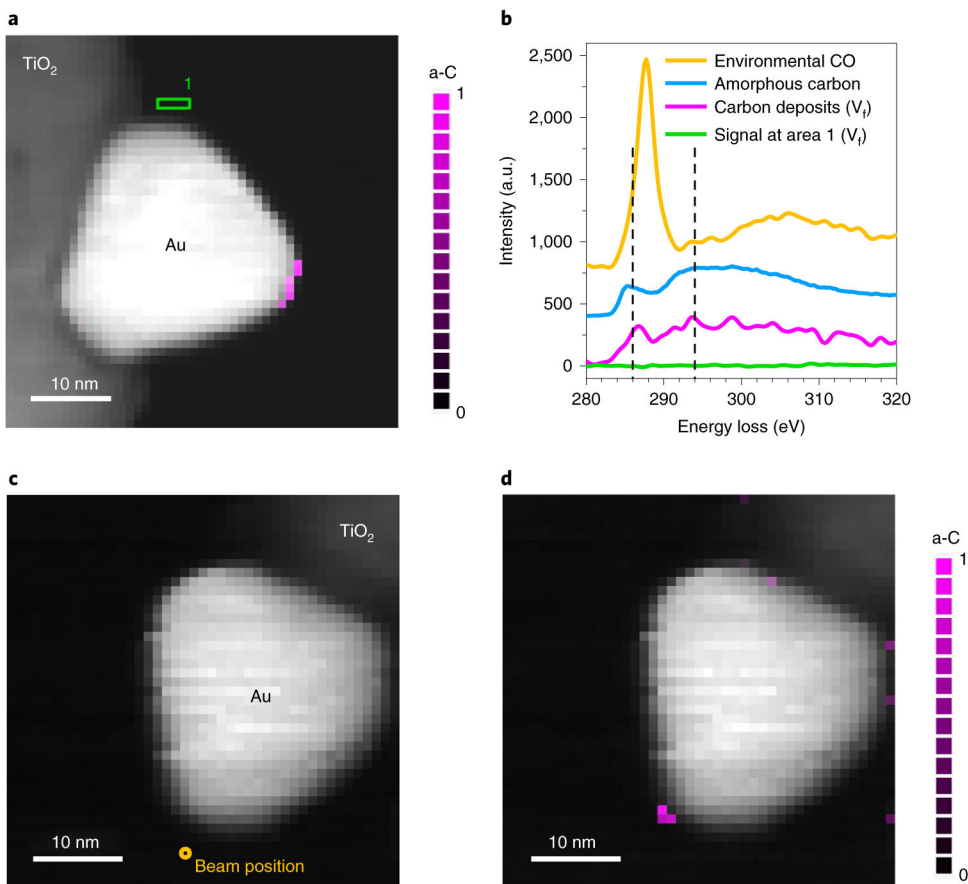 a
TiO2
1
Au
10 nm
a-C
1
0
b
2,500
2,000
1,500
1,000
500
0
Intensity (a.u.)
Environmental CO
Amorphous carbon
Carbon deposits (Vf)
Signal at area 1 (Vf)
280
290
300
310
320
Energy loss (eV)
c
TiO2
Au
10 nm
Beam position
d
10 nm
a-C
1
0